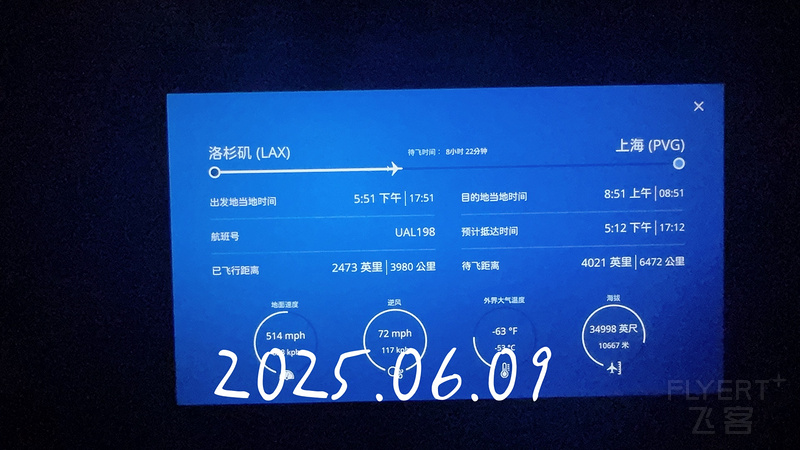 洛杉矶 (LAX)
待飞时间： 8小时 22分钟
上海 (PVG)
出发地当地时间 5:51 下午 | 17:51
目的地当地时间 8:51 上午 | 08:51
航班号 UAL198
预计抵达时间 5:12 下午 | 17:12
已飞行距离 2473 英里 | 3980 公里
待飞距离 4021 英里 | 6472 公里
地面速度
逆风
外界大气温度
海拔
514 mph
kph
72 mph
117 kph
-63 °F
-53 °C
34998 英尺
10667 米
2025.06.09
FLYERT+
飞客